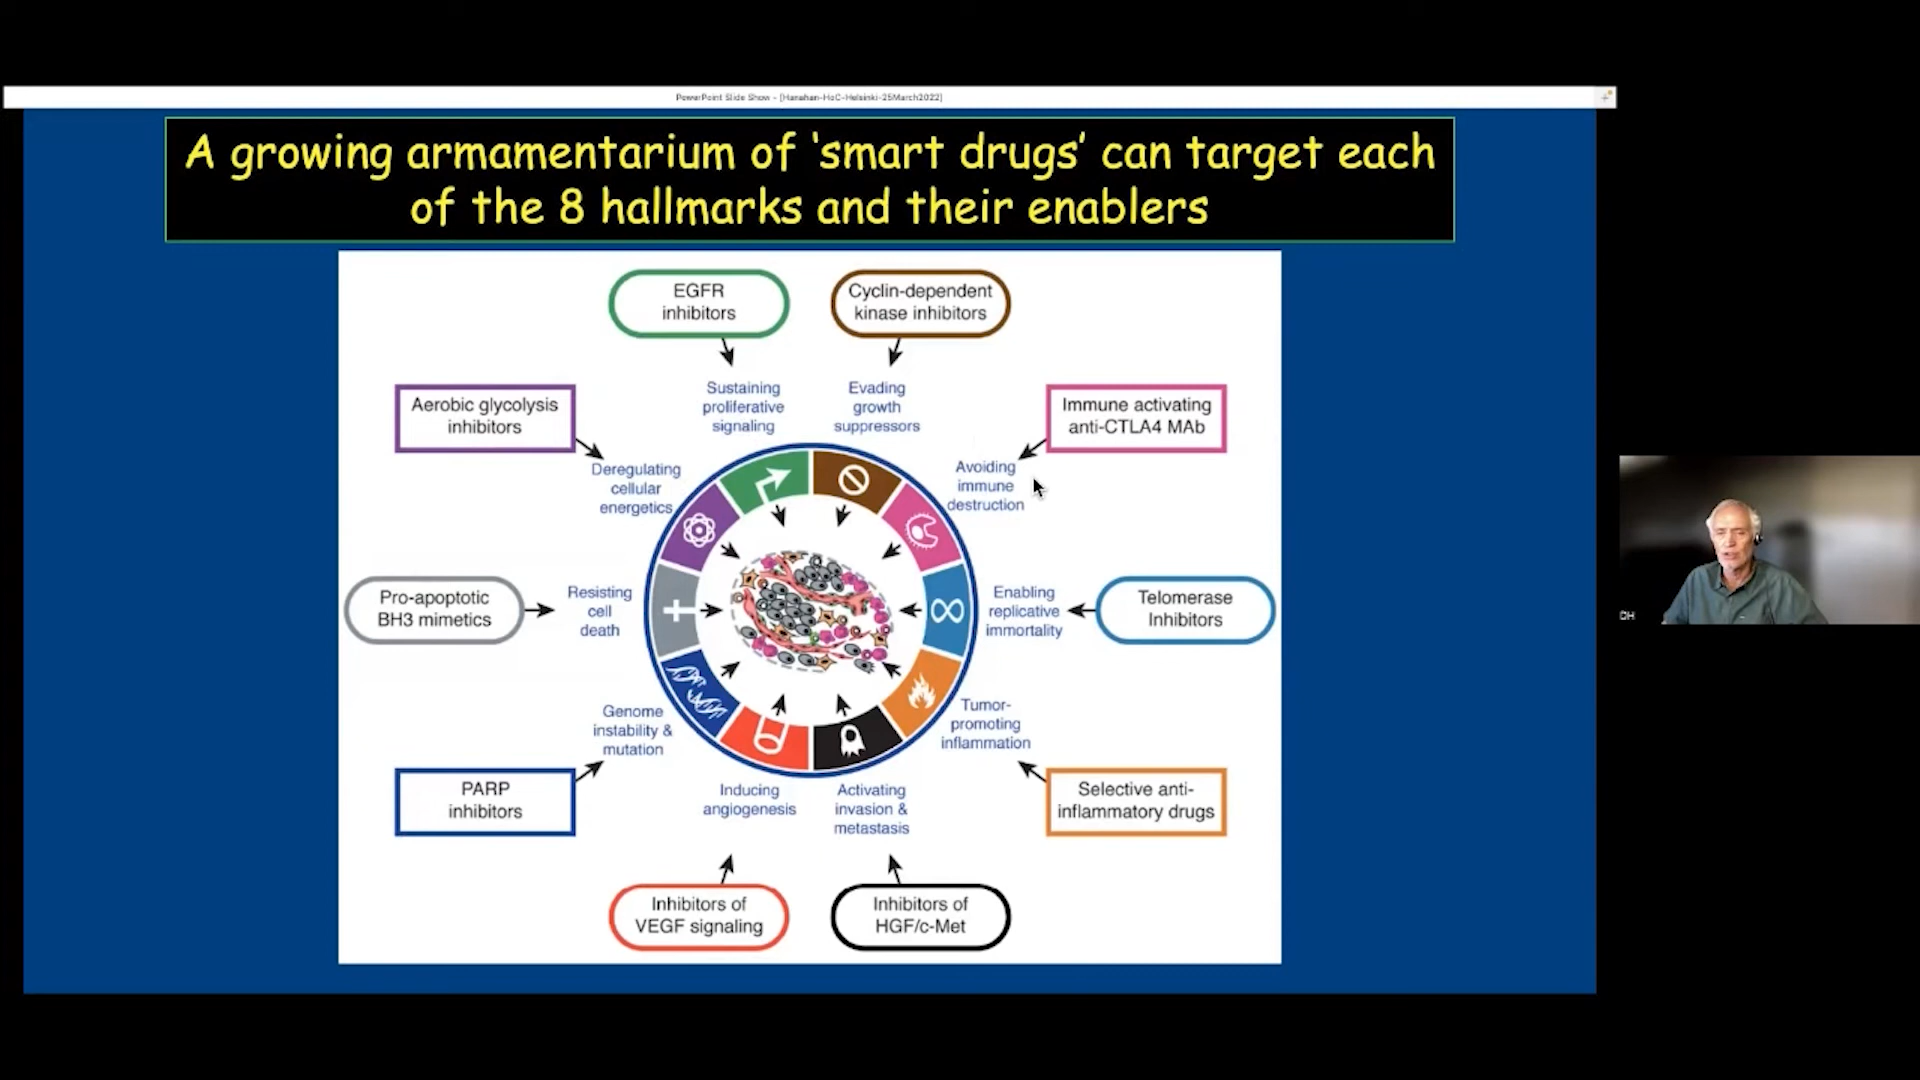 PowerPoint Slide Show - [Hanahan-HoC-Helsinki-25March2022]
A growing armamentarium of ‘smart drugs’ can target each
of the 8 hallmarks and their enablers
EGFR
inhibitors
Cyclin-dependent
kinase inhibitors
Sustaining
proliferative
signaling
Evading
growth
suppressors
Aerobic glycolysis
inhibitors
Immune activating
anti-CTLA4 MAb
Deregulating
cellular
energetics
Avoiding
immune
destruction
Pro-apoptotic
BH3 mimetics
Resisting
cell
death
Enabling
replicative
immortality
Telomerase
Inhibitors
Genome
instability &
mutation
Tumor-
promoting
inflammation
PARP
inhibitors
Inducing
angiogenesis
Activating
invasion &
metastasis
Selective anti-
inflammatory drugs
Inhibitors of
VEGF signaling
Inhibitors of
HGF/c-Met
DH